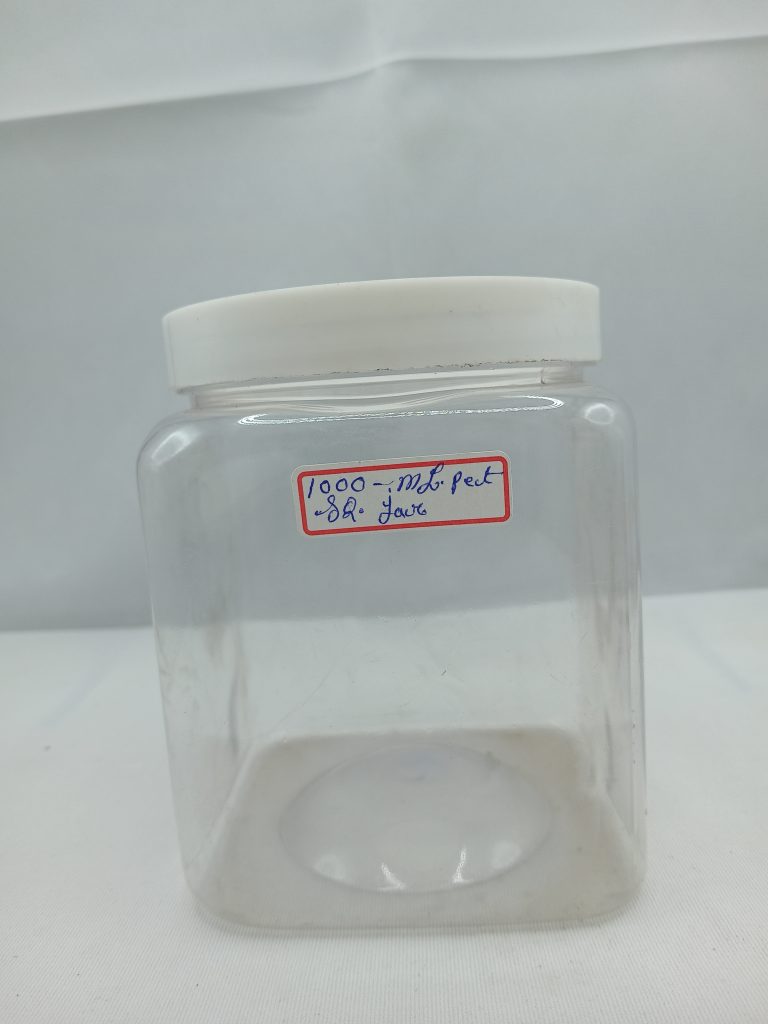 1000 - ML. Pet
SQ. Jar